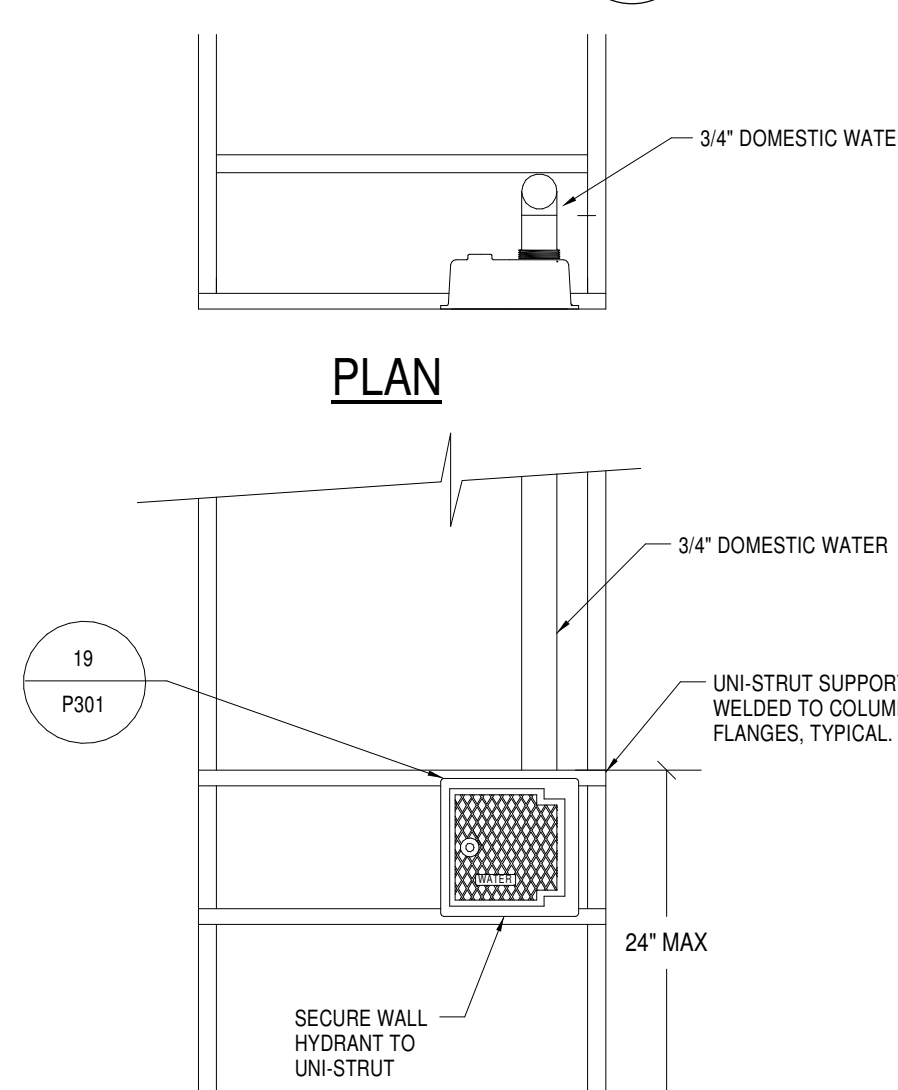 3/4" DOMESTIC WATE
PLAN
3/4" DOMESTIC WATER
19
P301
UNI-STRUT SUPPORT
WELDED TO COLUM
FLANGES, TYPICAL.
WATER
24" MAX
SECURE WALL
HYDRANT TO
UNI-STRUT